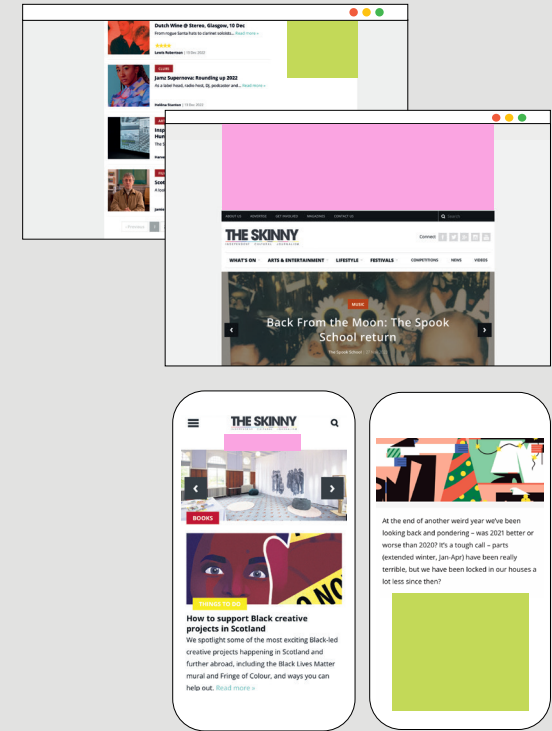 Dutch Wine @ Stereo, Glasgow, 10 Dec
From rogue Santa hats to clarinet soloists... Read more »
Lewis Robertson | 15 Dec 2022
CLUBS
Jamz Supernova: Rounding up 2022
As a label head, radio host, DJ, podcaster and... Read more »
ART
Insp
Hun
The S
Scot
A loo
‹ Previous 1
ABOUT US ADVERTISE GET INVOLVED MAGAZINES CONTACT US Search
THE SKINNY
INDEPENDENT CULTURAL JOURNALISM
Connect
WHAT'S ON ARTS & ENTERTAINMENT LIFESTYLE FESTIVALS COMPETITIONS NEWS VIDEOS
MUSIC
Back From the Moon: The Spook
School return
The Spook School
THE SKINNY
INDEPENDENT CULTURAL JOURNALISM
BOOKS
NO
THINGS TO DO
How to support Black creative
projects in Scotland
We spotlight some of the most exciting Black-led
creative projects happening in Scotland and
further abroad, including the Black Lives Matter
mural and Fringe of Colour, and ways you can
help out. Read more »
At the end of another weird year we've been
looking back and pondering – was 2021 better or
worse than 2020? It's a tough call – parts
(extended winter, Jan-Apr) have been really
terrible, but we have been locked in our houses a
lot less since then?